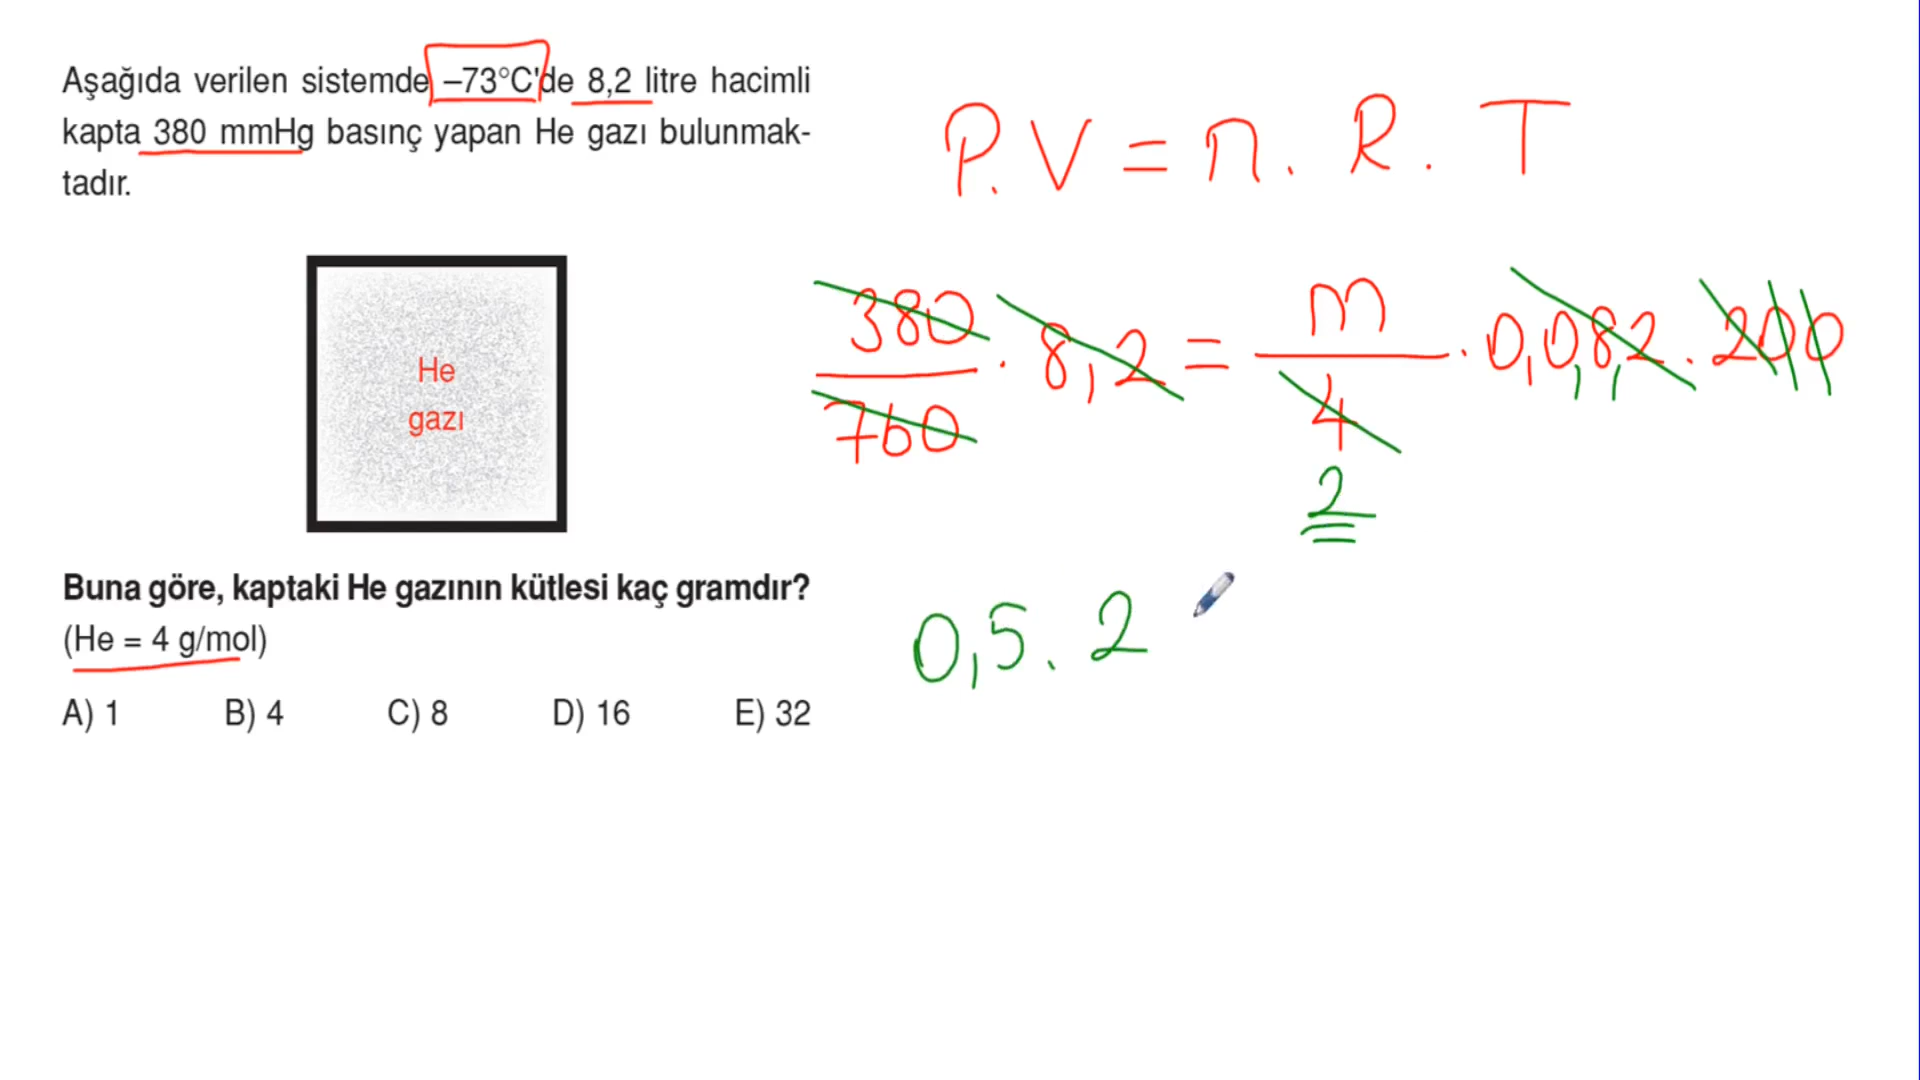 Aşağıda verilen sistemde –73°C'de 8,2 litre hacimli
kapta 380 mmHg basınç yapan He gazı bulunmak-
tadır.
He
gazı
Buna göre, kaptaki He gazının kütlesi kaç gramdır?
(He = 4 g/mol)
A) 1 B) 4 C) 8 D) 16 E) 32
P.V = n. R. T
380/760 . 8,2 = m/4 . 0,082 . 200
2
0,5. 2